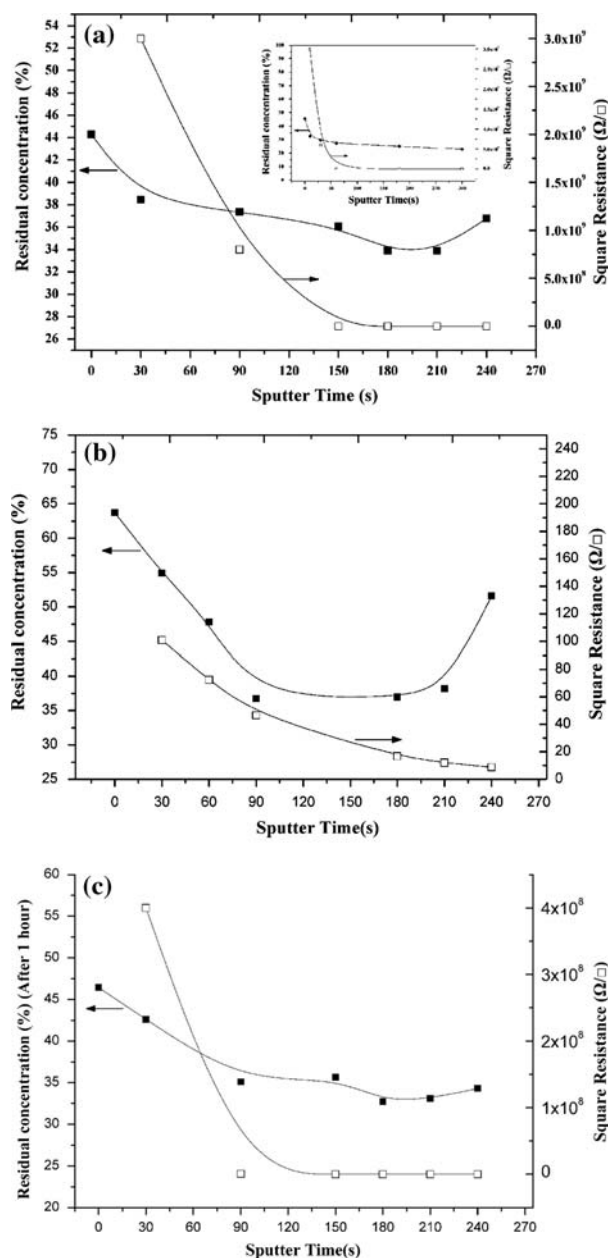 (a)
Residual concentration (%)
54
52
50
48
46
44
42
40
38
36
34
32
30
28
26
3.0x10⁹
2.5x10⁹
2.0x10⁹
1.5x10⁹
1.0x10⁹
5.0x10⁸
0.0
Square Resistance (Ω/□)
0 30 60 90 120 150 180 210 240 270
Sputter Time (s)
Residual concentration (%)
Square Resistance (Ω/□)
Sputter Time(s)
(b)
Residual concentration (%)
75
70
65
60
55
50
45
40
35
30
25
240
220
200
180
160
140
120
100
80
60
40
20
0
Square Resistance (Ω/□)
0 30 60 90 120 150 180 210 240 270
Sputter Time(s)
(c)
Residual concentration (%) (After 1 hour)
60
55
50
45
40
35
30
25
20
4x10⁸
3x10⁸
2x10⁸
1x10⁸
0
Square Resistance (Ω/□)
0 30 60 90 120 150 180 210 240 270
Sputter Time(s)